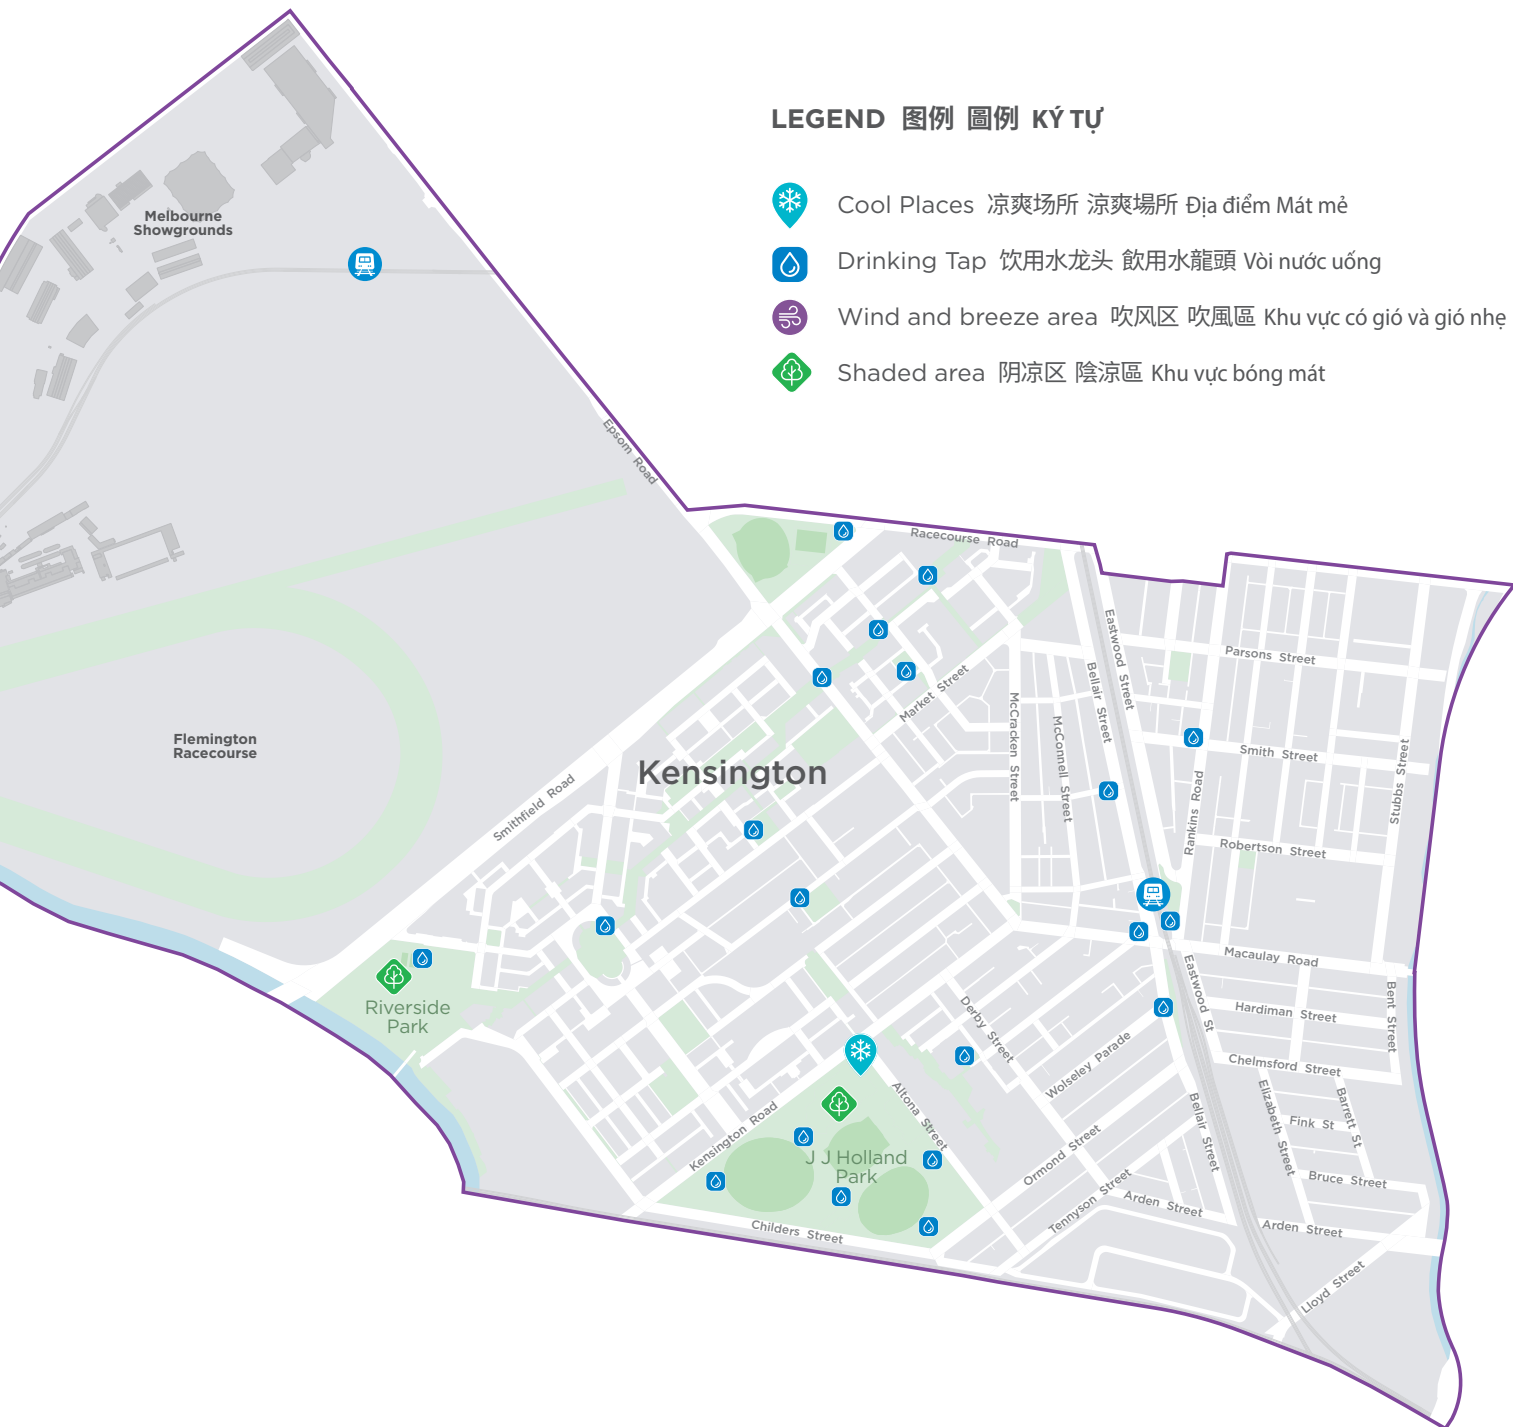 LEGEND 图例 圖例 KÝ TỰ
Cool Places 凉爽场所 涼爽場所 Địa điểm Mát mẻ
Drinking Tap 饮用水龙头 飲用水龍頭 Vòi nước uống
Wind and breeze area 吹风区 吹風區 Khu vực có gió và gió nhẹ
Shaded area 阴凉区 陰涼區 Khu vực bóng mát
Melbourne
Showgrounds
Epsom Road
Racecourse Road
Flemington
Racecourse
Kensington
Smithfield Road
Market Street
McCracken Street
McConnell Street
Bellair Street
Eastwood Street
Parsons Street
Smith Street
Rankins Road
Stubbs Street
Robertson Street
Macaulay Road
Riverside
Park
Derby Street
Wolseley Parade
Eastwood St
Hardiman Street
Bent Street
Chelmsford Street
Kensington Road
Altona Street
J J Holland
Park
Ormond Street
Bellair Street
Elizabeth Street
Barrett St
Fink St
Bruce Street
Tennyson Street
Arden Street
Arden Street
Childers Street
Lloyd Street